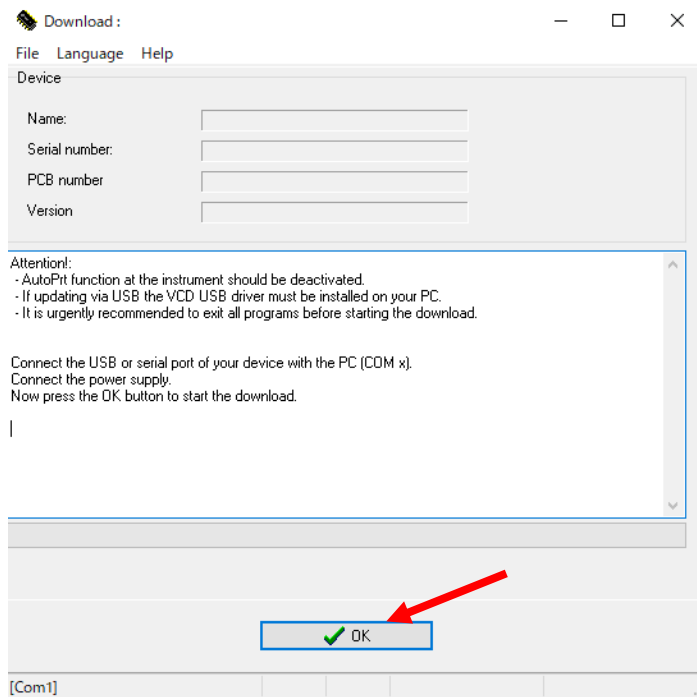 Download :
File Language Help
Device
Name:
Serial number:
PCB number
Version
Attention!:
- AutoPrt function at the instrument should be deactivated.
- If updating via USB the VCD USB driver must be installed on your PC.
- It is urgently recommended to exit all programs before starting the download.
Connect the USB or serial port of your device with the PC (COM x).
Connect the power supply.
Now press the OK button to start the download.
OK
[Com1]